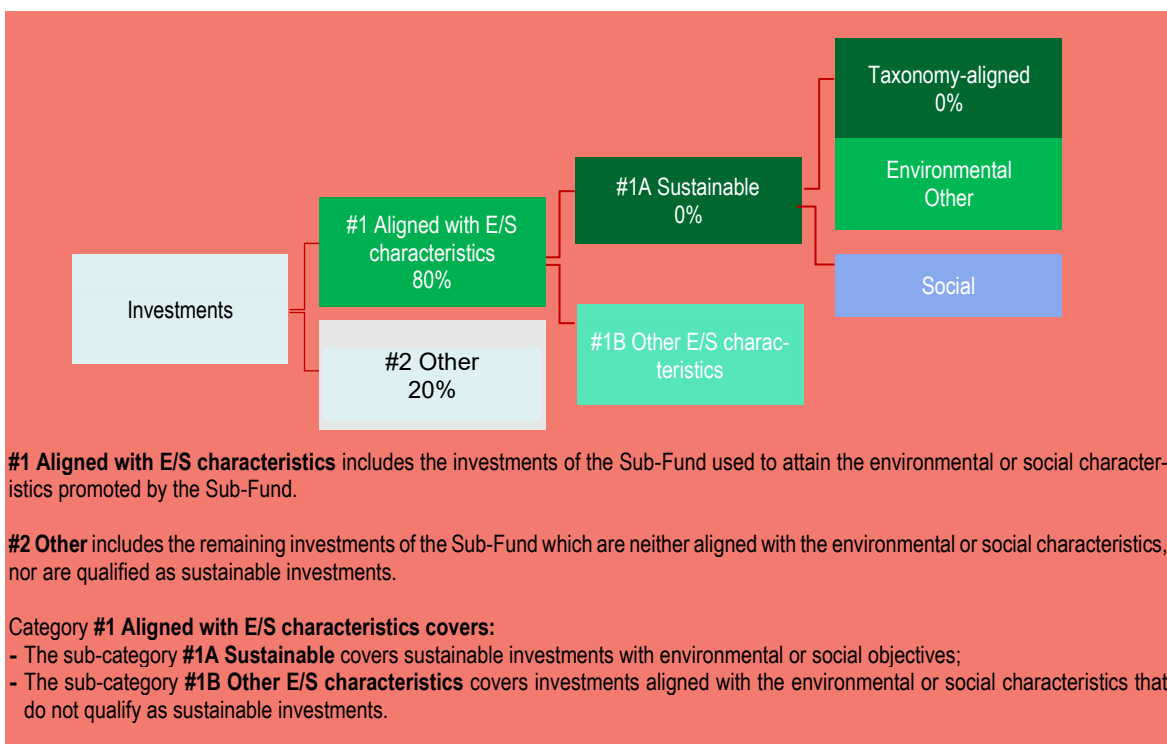 Taxonomy-aligned
0%
Environmental
Other
#1A Sustainable
0%
#1 Aligned with E/S
characteristics
80%
Social
Investments
#1B Other E/S charac-
teristics
#2 Other
20%
#1 Aligned with E/S characteristics includes the investments of the Sub-Fund used to attain the environmental or social character-
istics promoted by the Sub-Fund.
#2 Other includes the remaining investments of the Sub-Fund which are neither aligned with the environmental or social characteristics,
nor are qualified as sustainable investments.
Category #1 Aligned with E/S characteristics covers:
- The sub-category #1A Sustainable covers sustainable investments with environmental or social objectives;
- The sub-category #1B Other E/S characteristics covers investments aligned with the environmental or social characteristics that
do not qualify as sustainable investments.